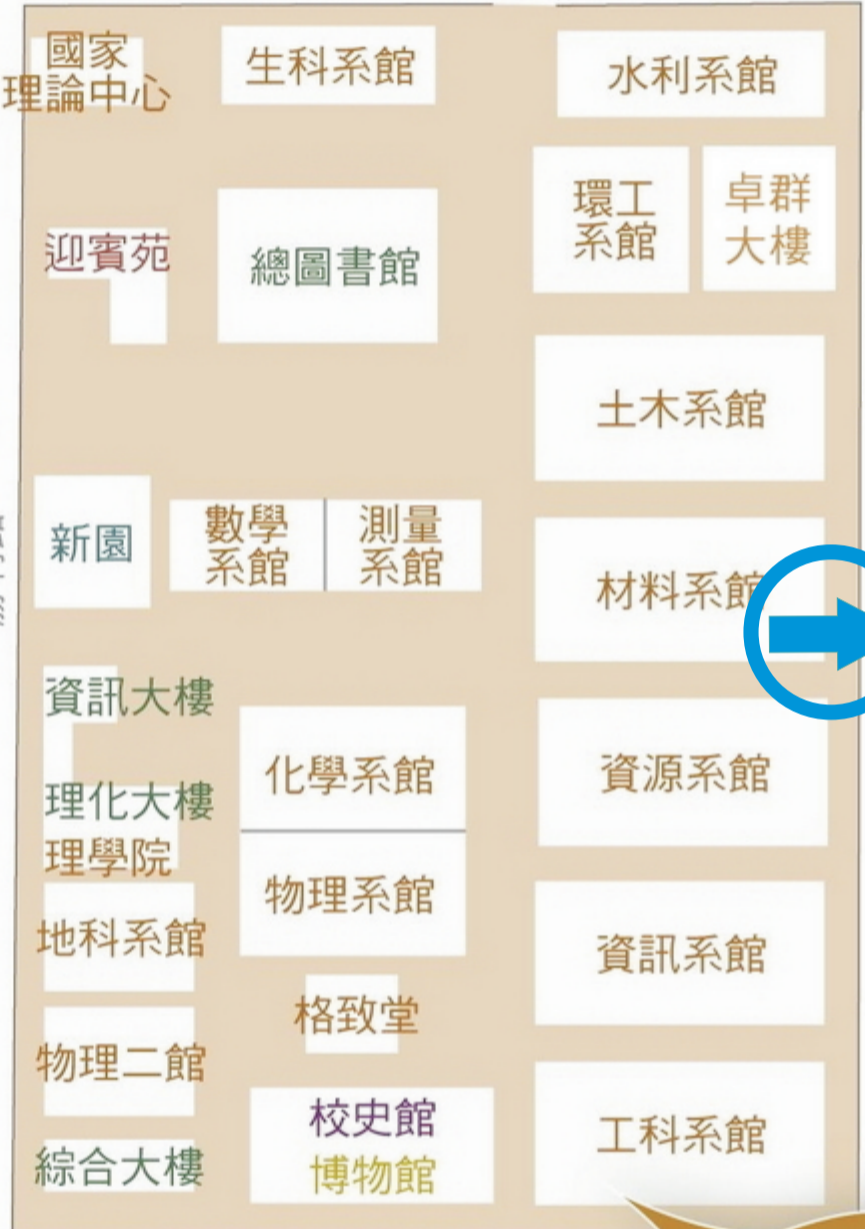 國家
理論中心
生科系館
水利系館
環工
系館
卓群
大樓
迎賓苑
總圖書館
土木系館
新園
數學
系館
測量
系館
材料系館
資訊大樓
化學系館
資源系館
理化大樓
理學院
物理系館
地科系館
資訊系館
格致堂
物理二館
校史館
博物館
工科系館
綜合大樓